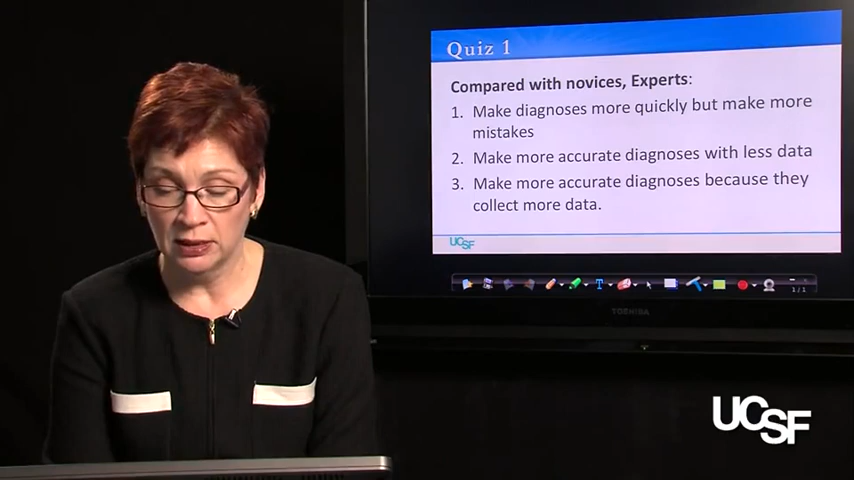 Quiz 1
Compared with novices, Experts:
1. Make diagnoses more quickly but make more
mistakes
2. Make more accurate diagnoses with less data
3. Make more accurate diagnoses because they
collect more data.
UCSF
T
1/1
TOSHIBA
UCSF